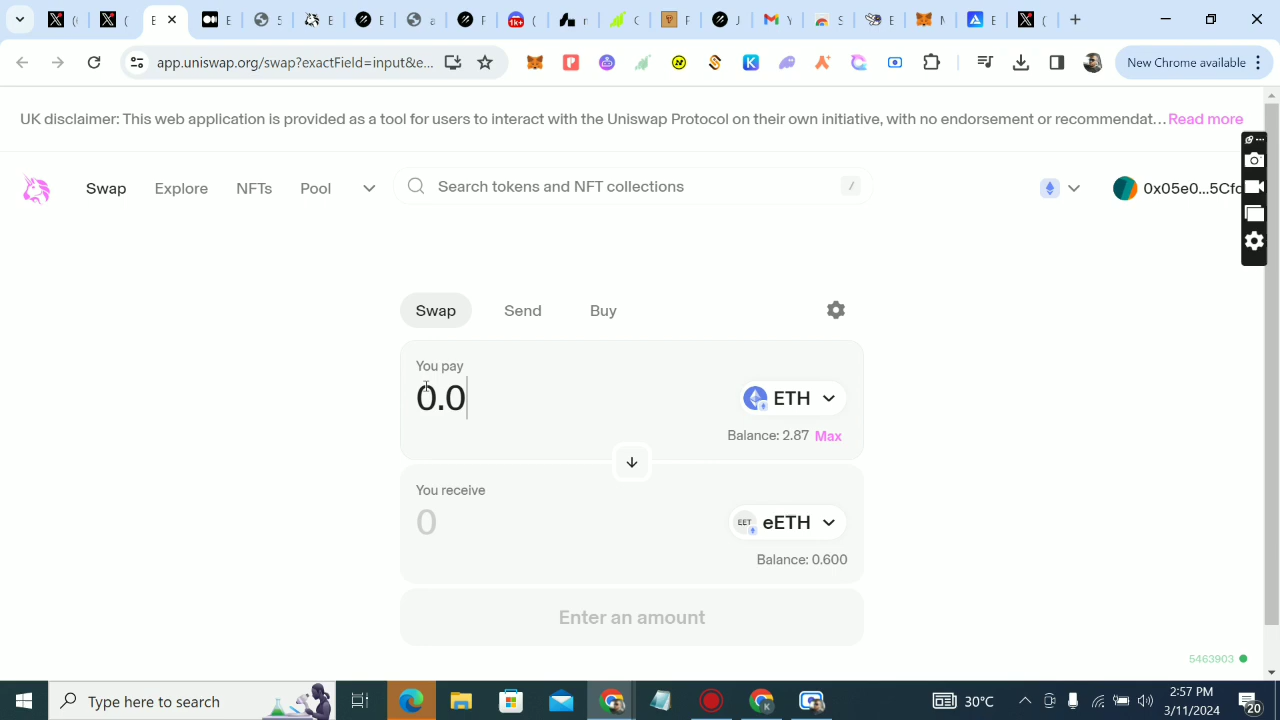 app.uniswap.org/swap?exactField=input&e...
New Chrome available
UK disclaimer: This web application is provided as a tool for users to interact with the Uniswap Protocol on their own initiative, with no endorsement or recommendat... Read more
Swap
Explore
NFTs
Pool
Search tokens and NFT collections
/
0x05e0...5Cfc
Swap
Send
Buy
You pay
0.0
ETH
Balance: 2.87 Max
You receive
0
EET
eETH
Balance: 0.600
Enter an amount
5463903
Type here to search
30°C
2:57 PM
3/11/2024
20